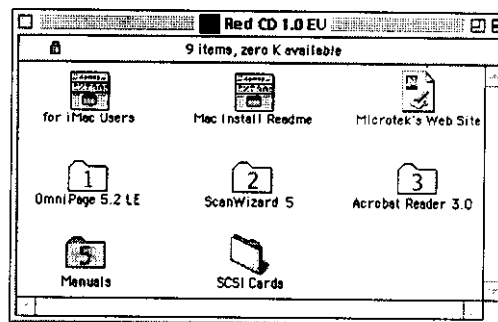 Red CD 1.0 EU
9 items, zero K available
for iMac Users
Mac Install Readme
Microtek's Web Site
1
2
3
OmniPage 5.2 LE
ScanWizard 5
Acrobat Reader 3.0
5
Manuals
SCSI Cards